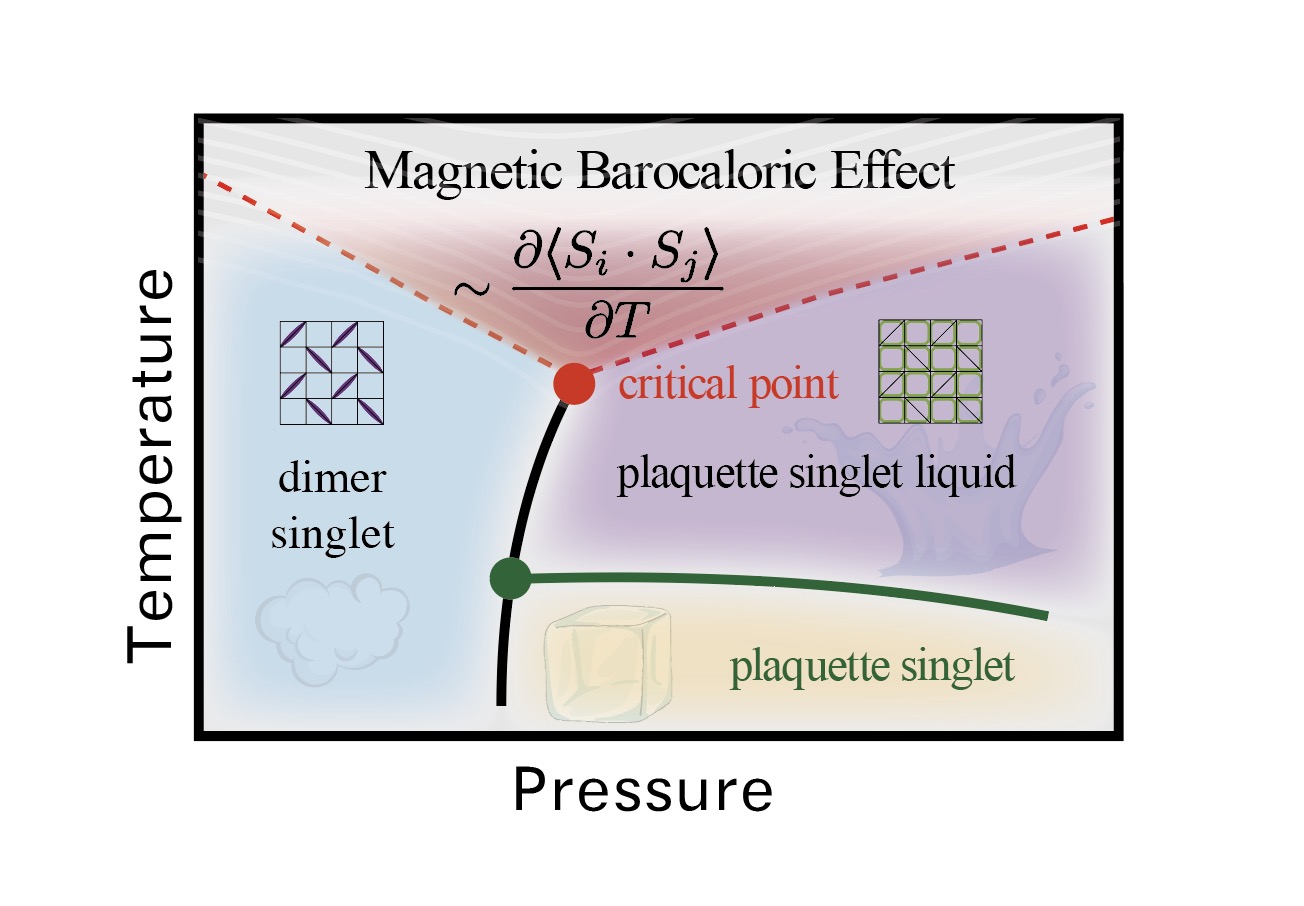 Magnetic Barocaloric Effect
~ ∂⟨S_i · S_j⟩ / ∂T
critical point
dimer
singlet
plaquette singlet liquid
plaquette singlet
Temperature
Pressure